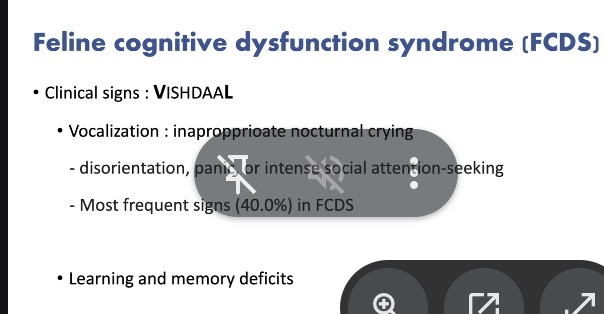 Feline cognitive dysfunction syndrome (FCDS)
• Clinical signs : VISHDAAL
• Vocalization : inapropprioate nocturnal crying
- disorientation, panic, or intense social attention-seeking
- Most frequent signs (40.0%) in FCDS
• Learning and memory deficits